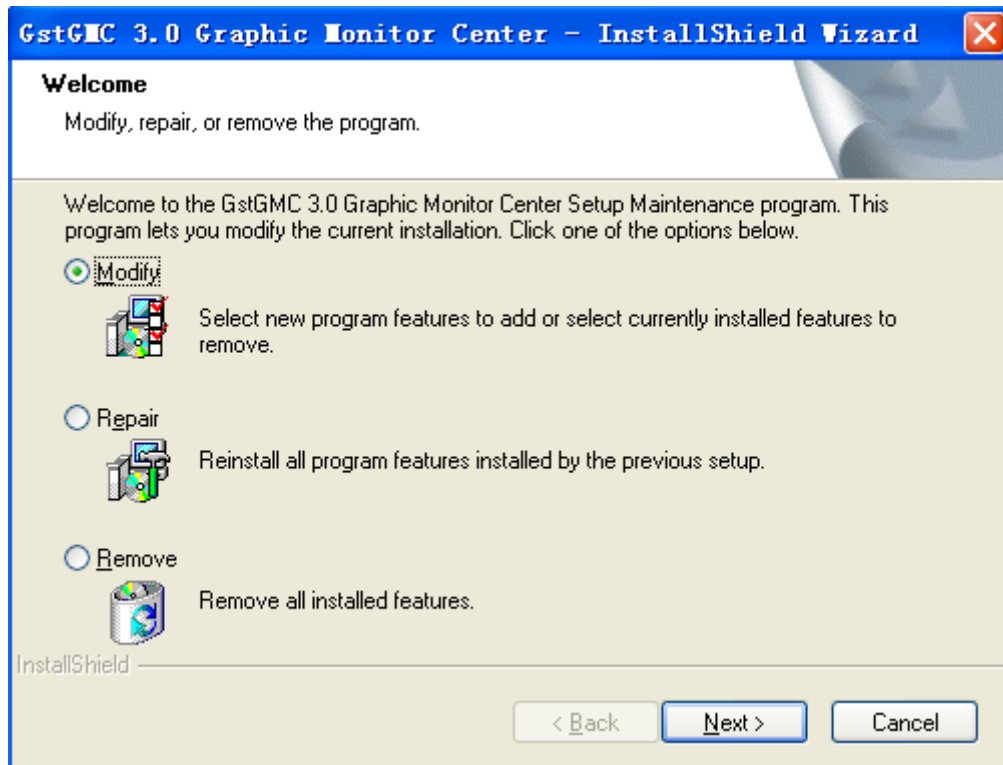 GstGMC 3.0 Graphic Monitor Center - InstallShield Wizard
Welcome
Modify, repair, or remove the program.
Welcome to the GstGMC 3.0 Graphic Monitor Center Setup Maintenance program. This
program lets you modify the current installation. Click one of the options below.
Modify
Select new program features to add or select currently installed features to
remove.
Repair
Reinstall all program features installed by the previous setup.
Remove
Remove all installed features.
InstallShield
< Back
Next >
Cancel